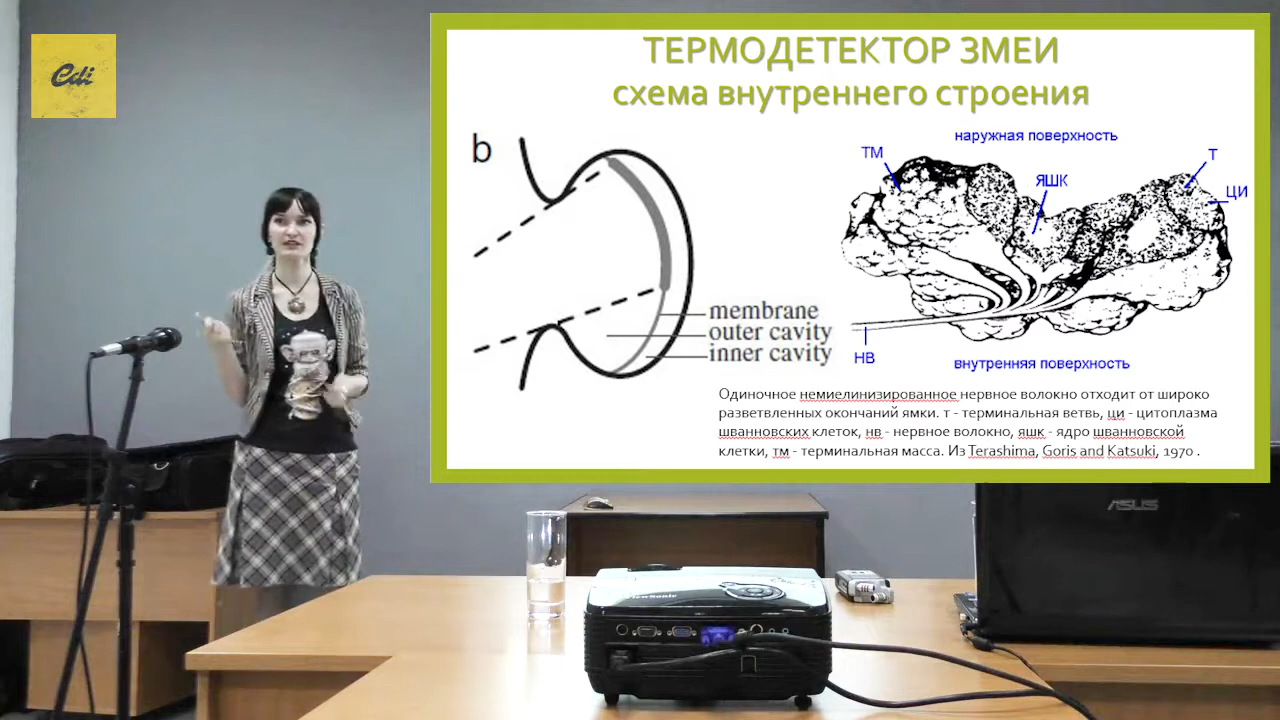 Cdi
ТЕРМОДЕТЕКТОР ЗМЕИ
схема внутреннего строения
b
membrane
outer cavity
inner cavity
наружная поверхность
ТМ
Т
ЯШК
ЦИ
НВ
внутренняя поверхность
Одиночное немиелинизированное нервное волокно отходит от широко
разветвленных окончаний ямки. т - терминальная ветвь, ци - цитоплазма
шванновских клеток, нв - нервное волокно, яшк - ядро шванновской
клетки, тм - терминальная масса. Из Terashima, Goris and Katsuki, 1970 .
ASUS
ViewSonic